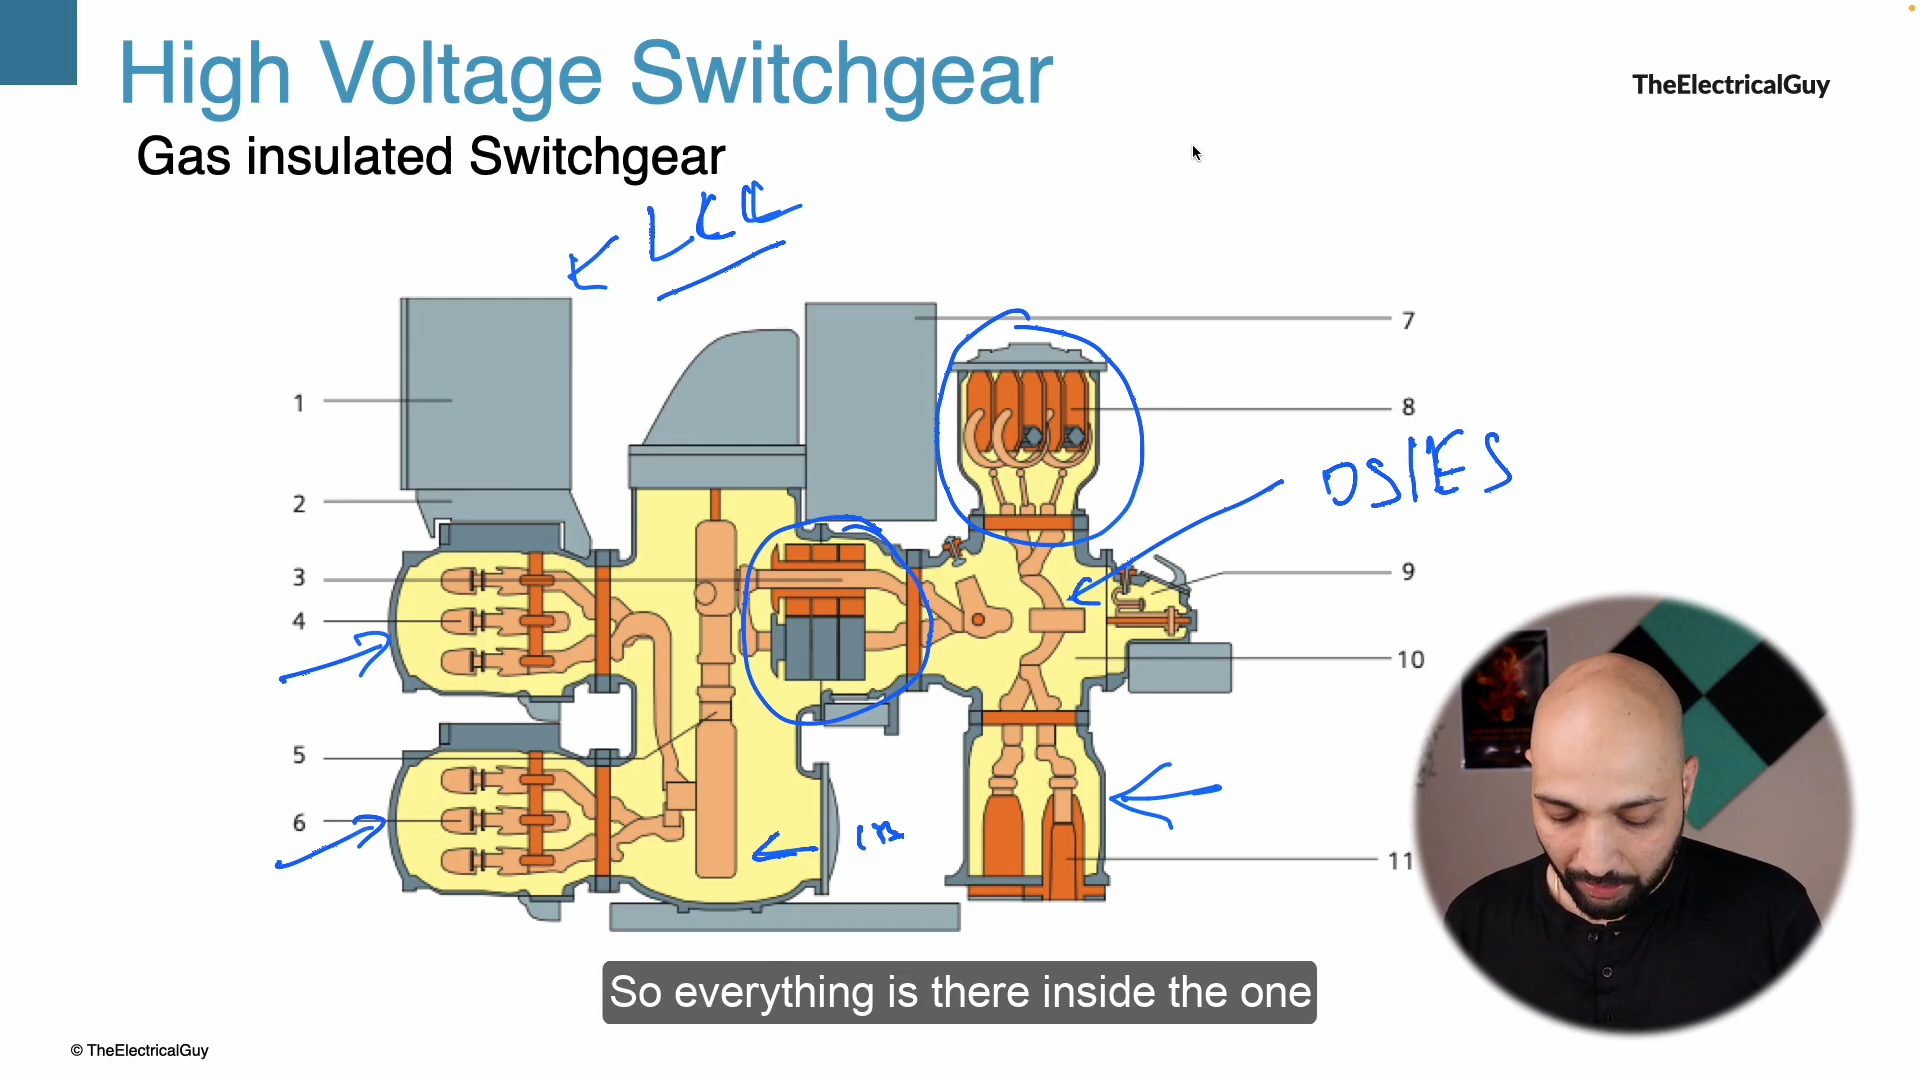 High Voltage Switchgear
TheElectricalGuy
Gas insulated Switchgear
LCC
7
1
8
DS/ES
2
3
9
4
10
5
6
11
So everything is there inside the one
© TheElectricalGuy